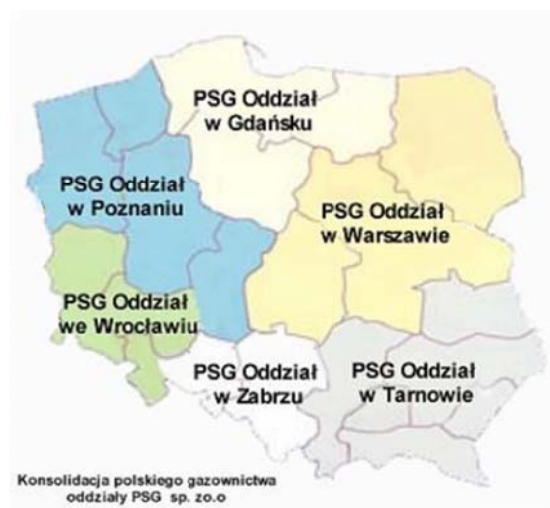 PSG Oddział
w Gdańsku
PSG Oddział
w Poznaniu
PSG Oddział
w Warszawie
PSG Oddział
we Wrocławiu
PSG Oddział
w Zabrzu
PSG Oddział
w Tarnowie
Konsolidacja polskiego gazownictwa
oddziały PSG sp. zo.o